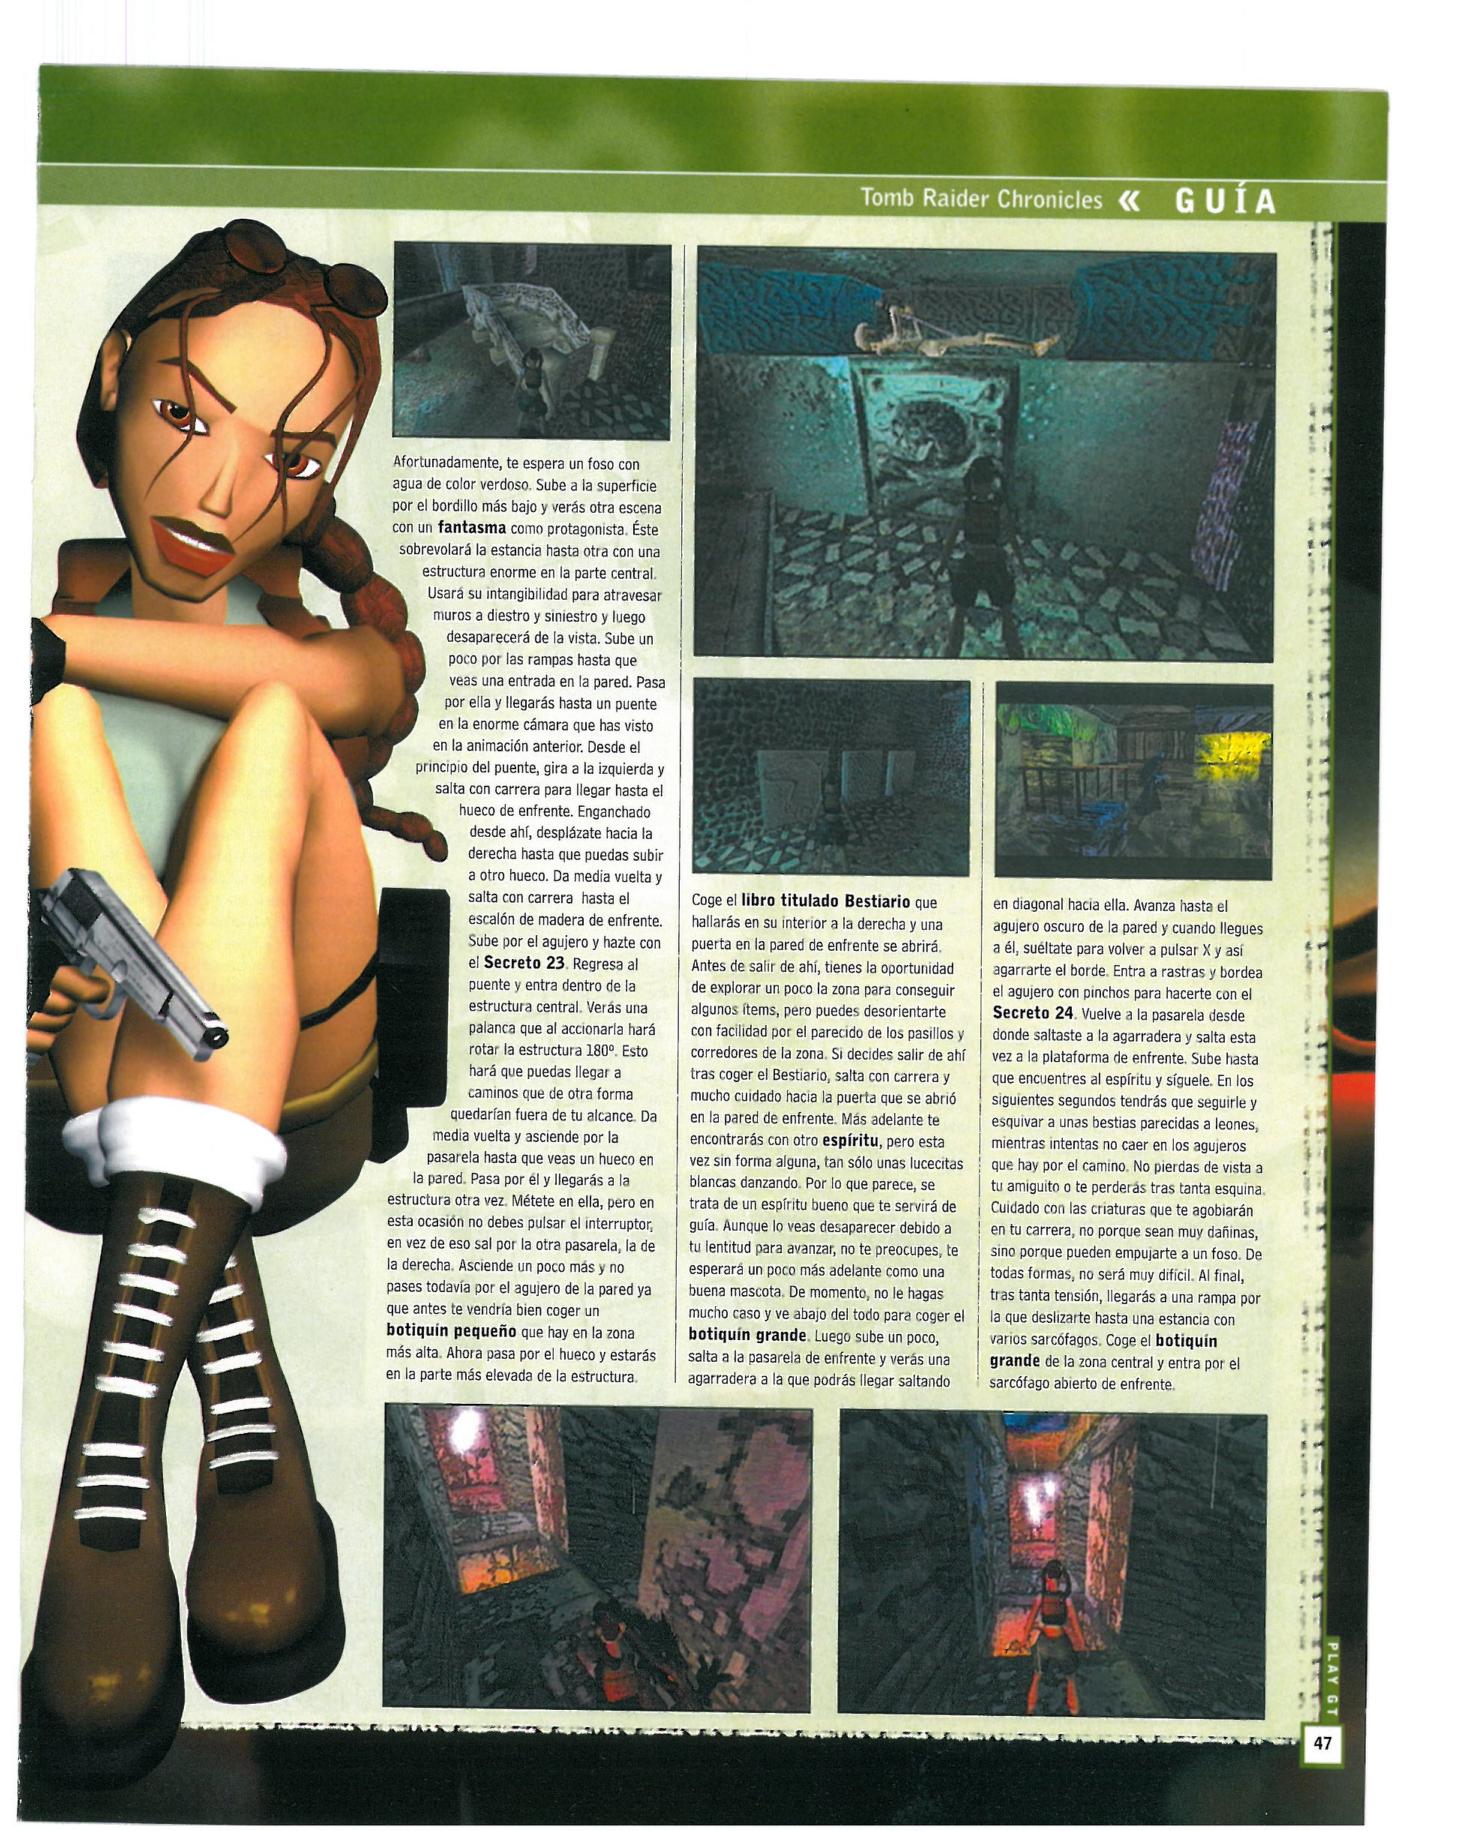 Tomb Raider Chronicles « GUÍA
Afortunadamente, te espera un foso con
agua de color verdoso. Sube a la superficie
por el bordillo más bajo y verás otra escena
con un fantasma como protagonista. Éste
sobrevolará la estancia hasta otra con una
estructura enorme en la parte central.
Usará su intangibilidad para atravesar
muros a diestro y siniestro y luego
desaparecerá de la vista. Sube un
poco por las rampas hasta que
veas una entrada en la pared. Pasa
por ella y llegarás hasta un puente
en la enorme cámara que has visto
en la animación anterior. Desde el
principio del puente, gira a la izquierda y
salta con carrera para llegar hasta el
hueco de enfrente. Enganchado
desde ahí, desplázate hacia la
derecha hasta que puedas subir
a otro hueco. Da media vuelta y
salta con carrera hasta el
escalón de madera de enfrente.
Sube por el agujero y hazte con
el Secreto 23. Regresa al
puente y entra dentro de la
estructura central. Verás una
palanca que al accionarla hará
rotar la estructura 180º. Esto
hará que puedas llegar a
caminos que de otra forma
quedarían fuera de tu alcance. Da
media vuelta y asciende por la
pasarela hasta que veas un hueco en
la pared. Pasa por él y llegarás a la
estructura otra vez. Métete en ella, pero en
esta ocasión no debes pulsar el interruptor,
en vez de eso sal por la otra pasarela, la de
la derecha. Asciende un poco más y no
pases todavía por el agujero de la pared ya
que antes te vendría bien coger un
botiquín pequeño que hay en la zona
más alta. Ahora pasa por el hueco y estarás
en la parte más elevada de la estructura.
Coge el libro titulado Bestiario que
hallarás en su interior a la derecha y una
puerta en la pared de enfrente se abrirá.
Antes de salir de ahí, tienes la oportunidad
de explorar un poco la zona para conseguir
algunos ítems, pero puedes desorientarte
con facilidad por el parecido de los pasillos y
corredores de la zona. Si decides salir de ahí
tras coger el Bestiario, salta con carrera y
mucho cuidado hacia la puerta que se abrió
en la pared de enfrente. Más adelante te
encontrarás con otro espíritu, pero esta
vez sin forma alguna, tan sólo unas lucecitas
blancas danzando. Por lo que parece, se
trata de un espíritu bueno que te servirá de
guía. Aunque lo veas desaparecer debido a
tu lentitud para avanzar, no te preocupes, te
esperará un poco más adelante como una
buena mascota. De momento, no le hagas
mucho caso y ve abajo del todo para coger el
botiquín grande. Luego sube un poco,
salta a la pasarela de enfrente y verás una
agarradera a la que podrás llegar saltando
en diagonal hacia ella. Avanza hasta el
agujero oscuro de la pared y cuando llegues
a él, suéltate para volver a pulsar X y así
agarrarte el borde. Entra a rastras y bordea
el agujero con pinchos para hacerte con el
Secreto 24. Vuelve a la pasarela desde
donde saltaste a la agarradera y salta esta
vez a la plataforma de enfrente. Sube hasta
que encuentres al espíritu y síguele. En los
siguientes segundos tendrás que seguirle y
esquivar a unas bestias parecidas a leones,
mientras intentas no caer en los agujeros
que hay por el camino. No pierdas de vista a
tu amiguito o te perderás tras tanta esquina.
Cuidado con las criaturas que te agobiarán
en tu carrera, no porque sean muy dañinas,
sino porque pueden empujarte a un foso. De
todas formas, no será muy difícil. Al final,
tras tanta tensión, llegarás a una rampa por
la que deslizarte hasta una estancia con
varios sarcófagos. Coge el botiquín
grande de la zona central y entra por el
sarcófago abierto de enfrente.
PLAY GT
47